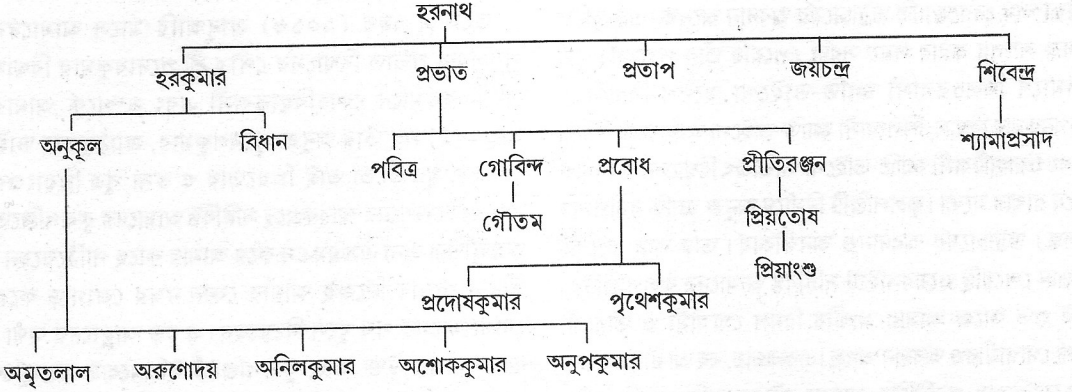 হরনাথ
হরকুমার প্রভাত প্রতাপ জয়চন্দ্র শিবেন্দ্র
অনুকূল বিধান পবিত্র গোবিন্দ প্রবোধ প্রীতিরঞ্জন শ্যামাপ্রসাদ
গৌতম প্রিয়তোষ
প্রিয়াংশু
প্রদোষকুমার পৃথেশকুমার
অমৃতলাল অরুণোদয় অনিলকুমার অশোককুমার অনুপকুমার